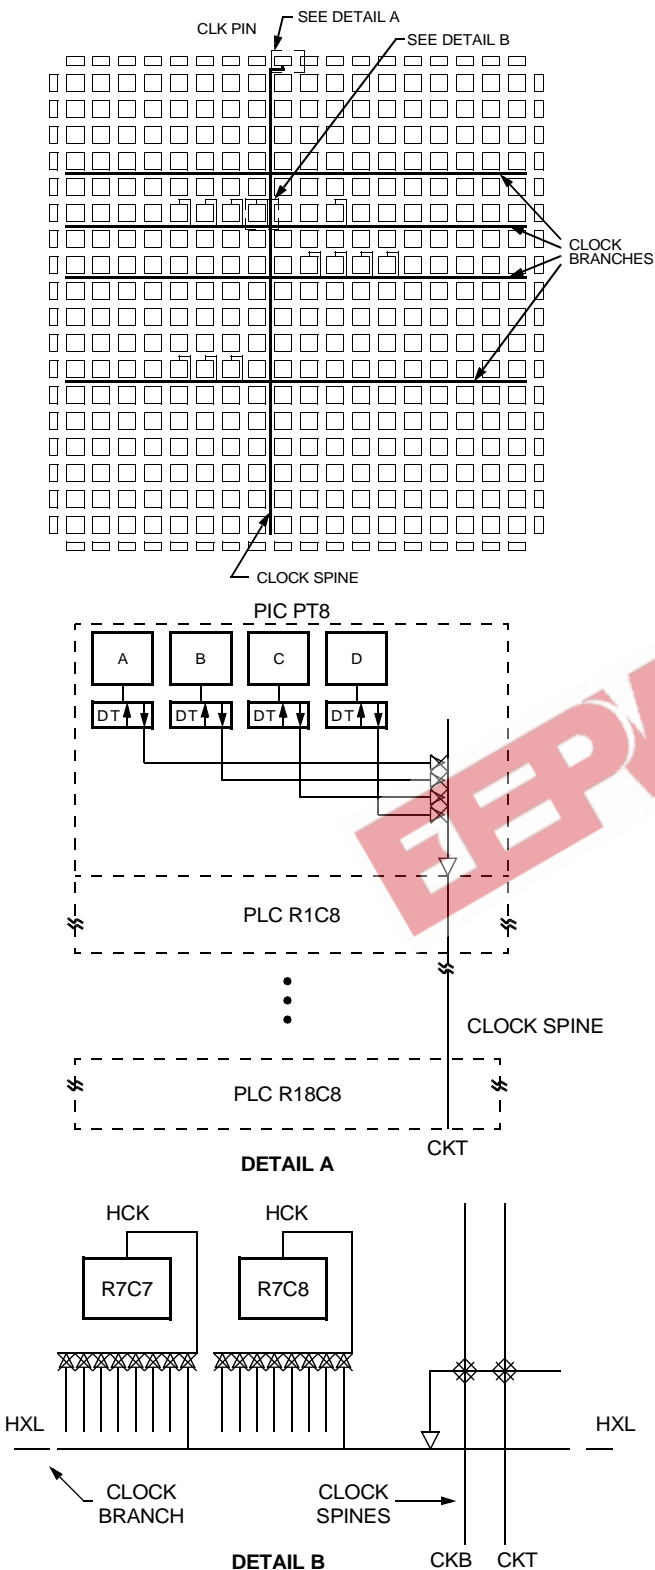 SEE DETAIL A
CLK PIN
SEE DETAIL B
CLOCK
BRANCHES
CLOCK SPINE
PIC PT8
A B C D
DT DT DT DT
PLC R1C8
CLOCK SPINE
PLC R18C8
CKT
DETAIL A
HCK HCK
R7C7 R7C8
HXL HXL
CLOCK
BRANCH
CLOCK
SPINES
DETAIL B
CKB CKT